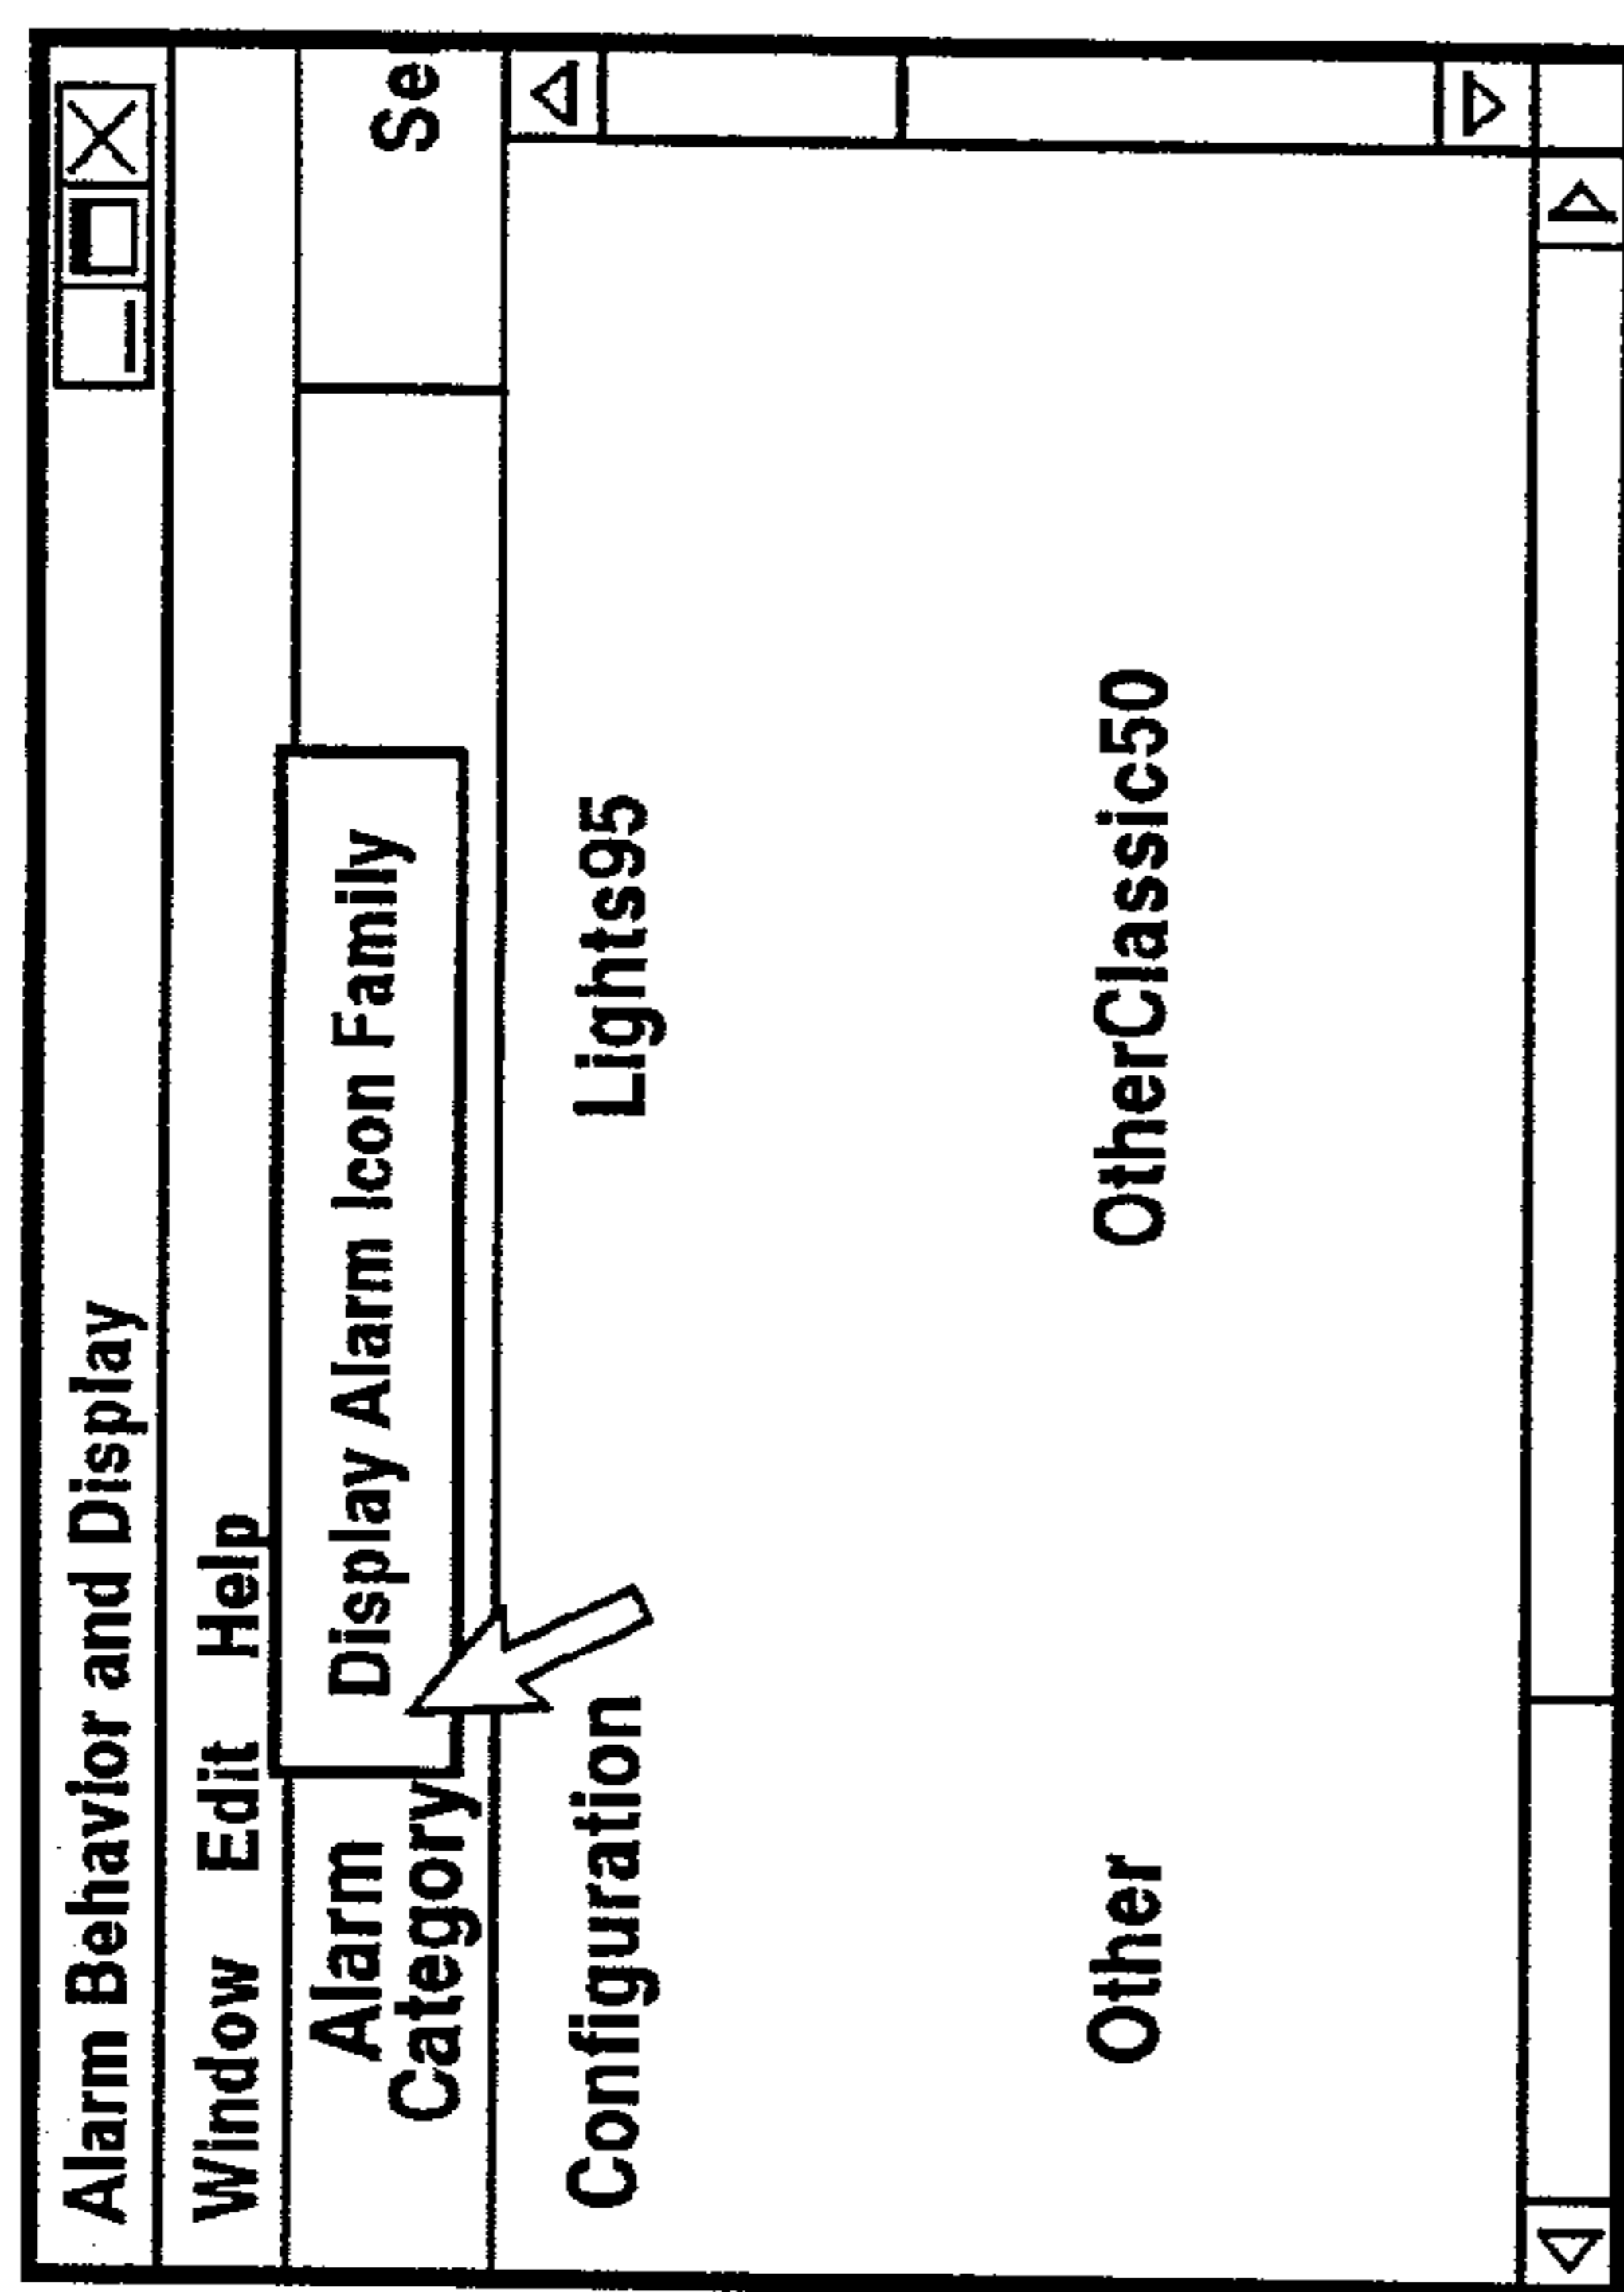 Alarm Behavior and Display
Window Edit Help
Alarm
Category
Display Alarm Icon Family
Se
Configuration Lights95
Other OtherClassic50